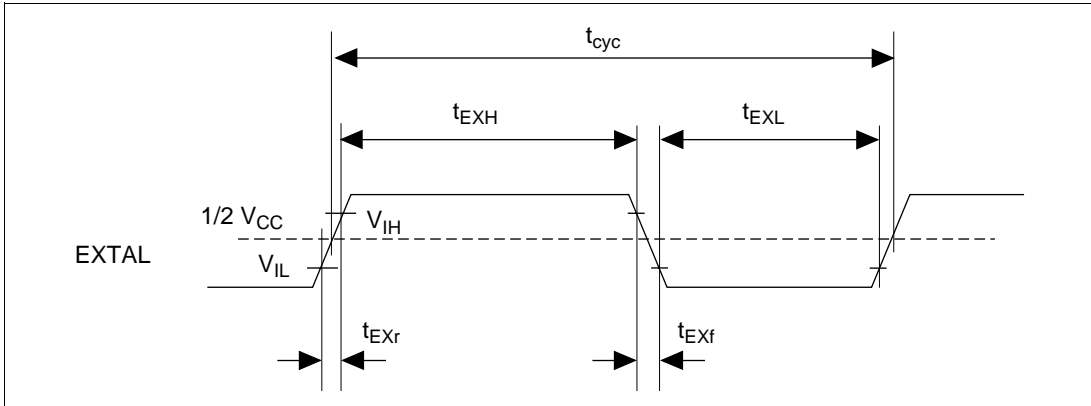 tcyc
tEXH
tEXL
1/2 VCC
VIH
EXTAL
VIL
tEXr
tEXf